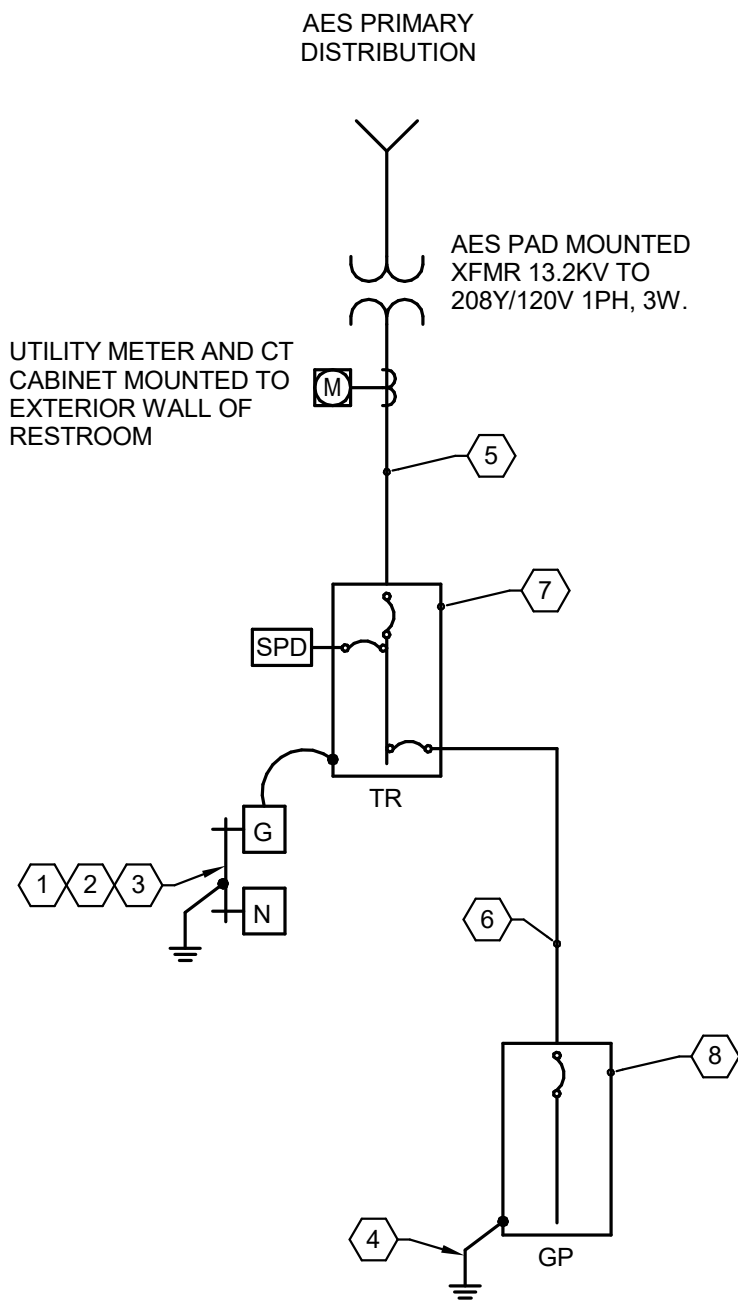 AES PRIMARY
DISTRIBUTION
AES PAD MOUNTED
XFMR 13.2KV TO
208Y/120V 1PH, 3W.
UTILITY METER AND CT
CABINET MOUNTED TO
EXTERIOR WALL OF
RESTROOM
M
5
7
SPD
TR
G
1 2 3
N
6
8
4
GP